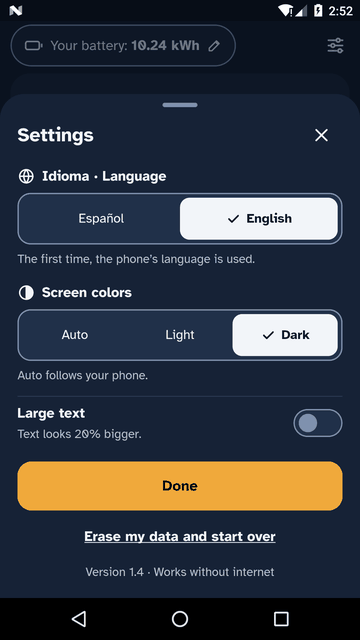 2:52
Your battery: 10.24 kWh
Settings
Idioma · Language
Español
English
The first time, the phone's language is used.
Screen colors
Auto
Light
Dark
Auto follows your phone.
Large text
Text looks 20% bigger.
Done
Erase my data and start over
Version 1.4 · Works without internet